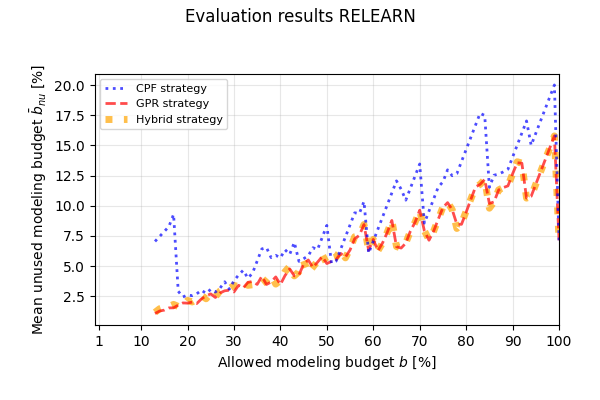 Evaluation results RELEARN
Mean unused modeling budget b̄nu [%]
20.0
17.5
15.0
12.5
10.0
7.5
5.0
2.5
CPF strategy
GPR strategy
Hybrid strategy
1 10 20 30 40 50 60 70 80 90 100
Allowed modeling budget b [%]